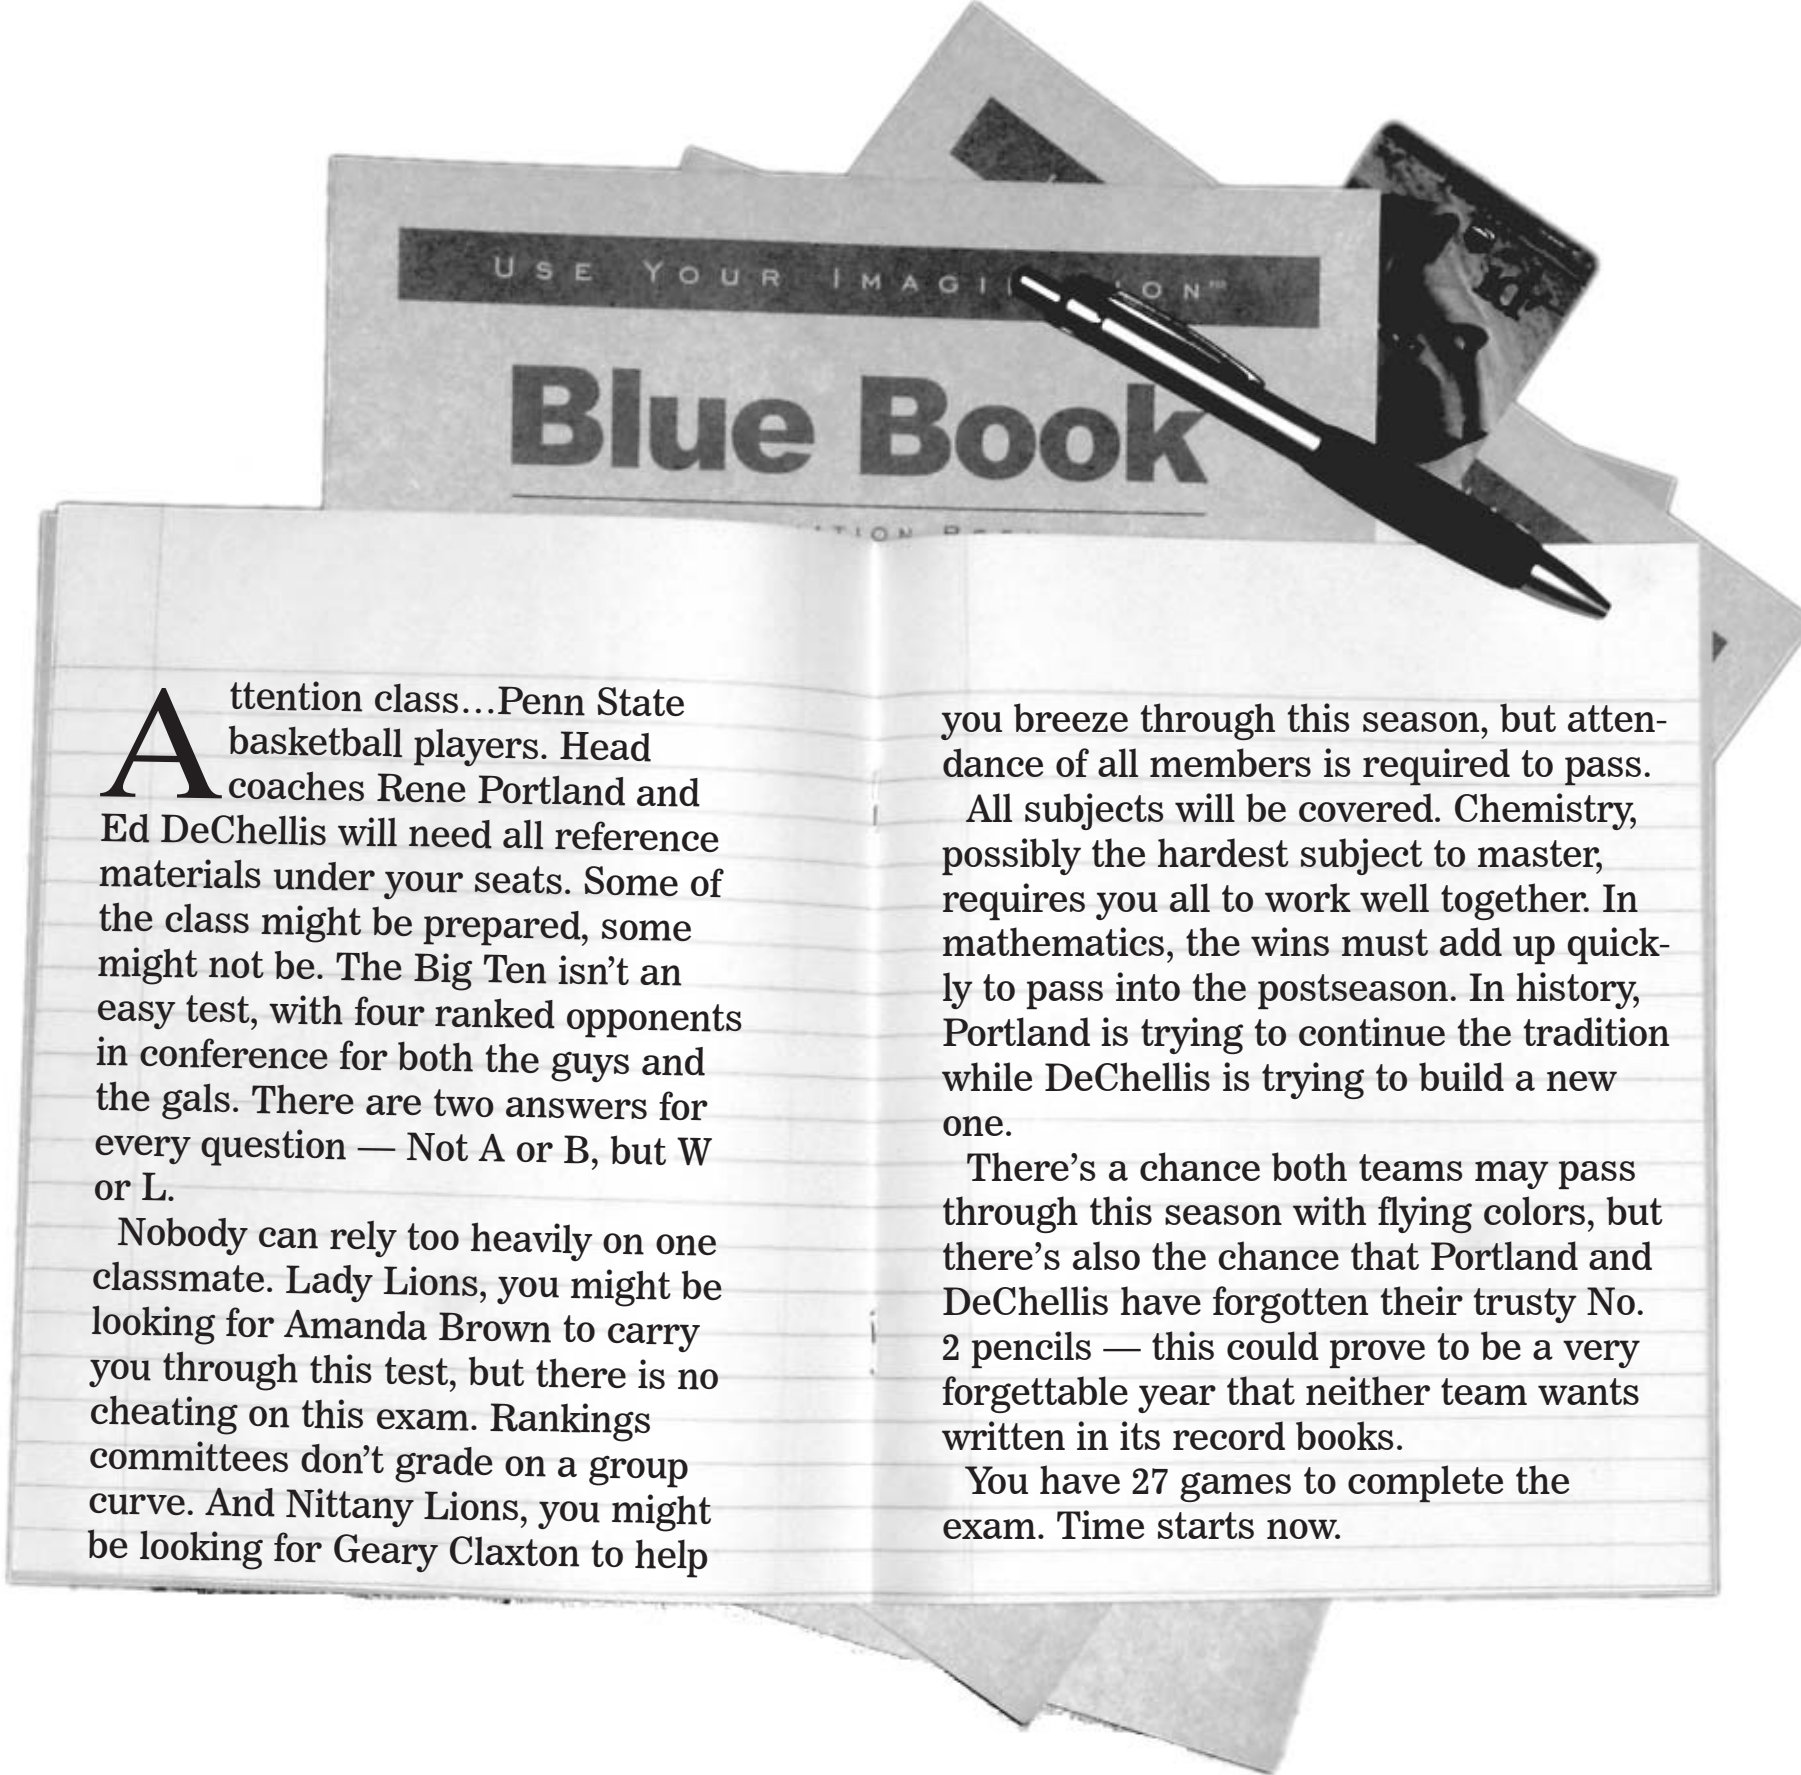 USE YOUR
Blue Book
Attention class...Penn State
basketball players. Head
coaches Rene Portland and
Ed DeChellis will need all reference
materials under your seats. Some of
the class might be prepared, some
might not be. The Big Ten isn't an
easy test, with four ranked opponents
in conference for both the guys and
the gals. There are two answers for
every question — Not A or B, but W
or L.
Nobody can rely too heavily on one
classmate. Lady Lions, you might be
looking for Amanda Brown to carry
you through this test, but there is no
cheating on this exam. Rankings
committees don't grade on a group
curve. And Nittany Lions, you might
be looking for Geary Claxton to help
you breeze through this season, but atten-
dance of all members is required to pass.
All subjects will be covered. Chemistry,
possibly the hardest subject to master,
requires you all to work well together. In
mathematics, the wins must add up quick-
ly to pass into the postseason. In history,
Portland is trying to continue the tradition
while DeChellis is trying to build a new
one.
There's a chance both teams may pass
through this season with flying colors, but
there's also the chance that Portland and
DeChellis have forgotten their trusty No.
2 pencils — this could prove to be a very
forgettable year that neither team wants
written in its record books.
You have 27 games to complete the
exam. Time starts now.